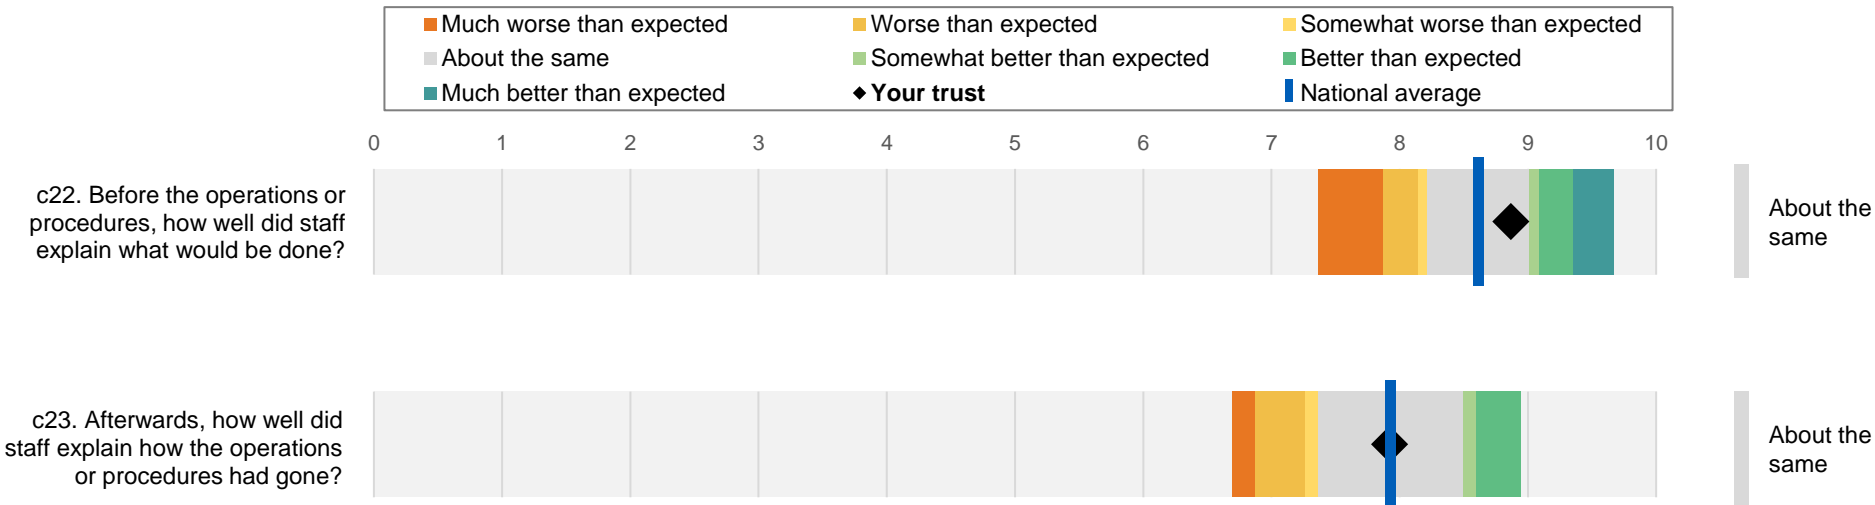 Much worse than expected
Worse than expected
Somewhat worse than expected
About the same
Somewhat better than expected
Better than expected
Much better than expected
Your trust
National average
0 1 2 3 4 5 6 7 8 9 10
c22. Before the operations or
procedures, how well did staff
explain what would be done?
About the
same
c23. Afterwards, how well did
staff explain how the operations
or procedures had gone?
About the
same